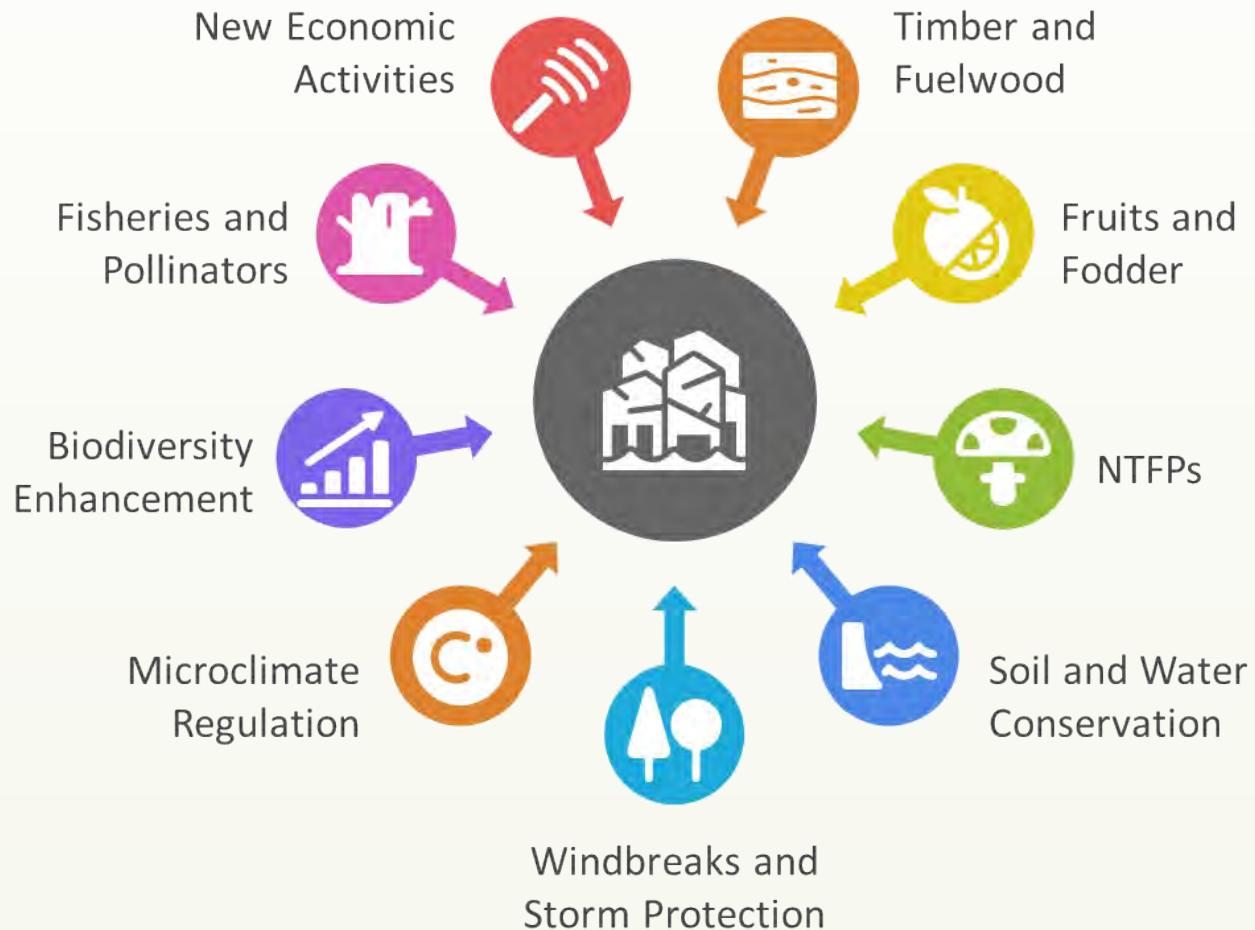 New Economic
Activities
Timber and
Fuelwood
Fisheries and
Pollinators
Fruits and
Fodder
Biodiversity
Enhancement
NTFPs
Microclimate
Regulation
Soil and Water
Conservation
Windbreaks and
Storm Protection